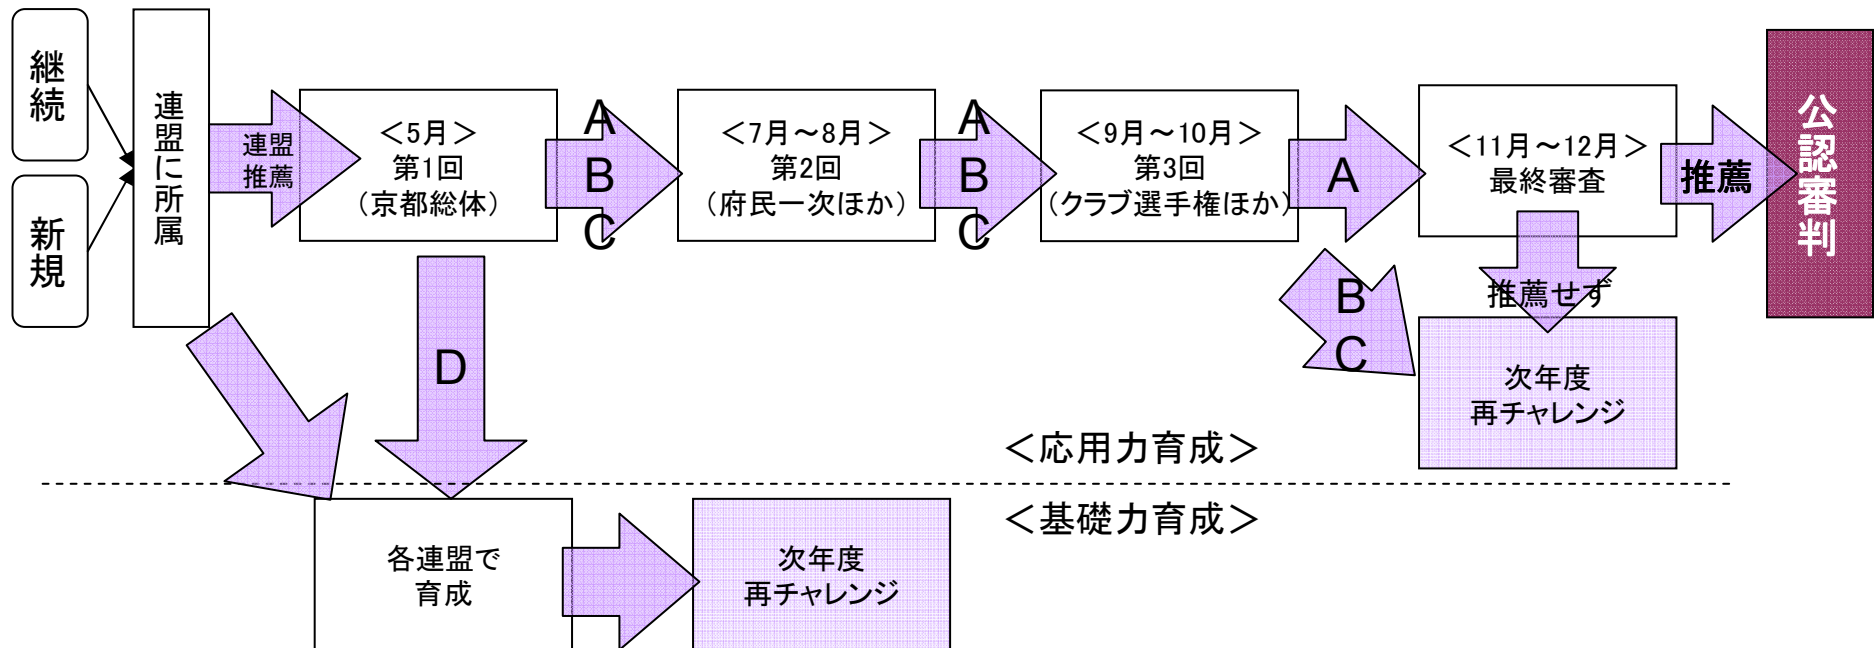 継続
新規
連盟に所属
連盟
推薦
<5月>
第1回
(京都総体)
A
B
C
<7月~8月>
第2回
(府民一次ほか)
A
B
C
<9月~10月>
第3回
(クラブ選手権ほか)
A
<11月~12月>
最終審査
推薦
公認審判
D
B
C
推薦せず
次年度
再チャレンジ
<応用力育成>
<基礎力育成>
各連盟で
育成
次年度
再チャレンジ